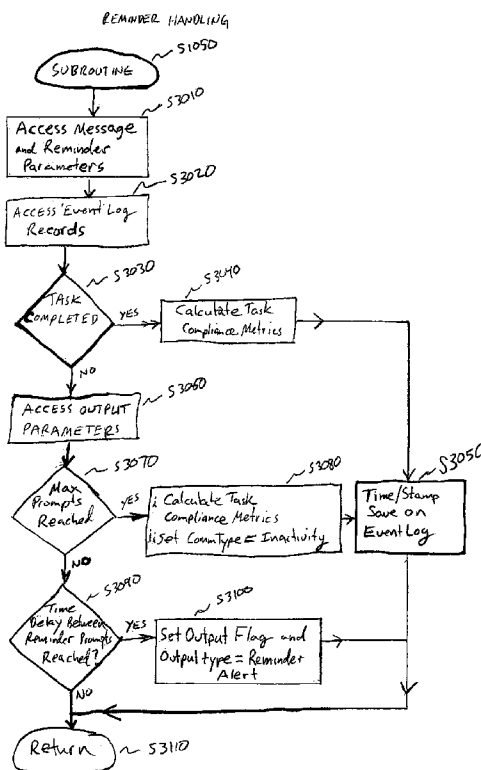 REMINDER HANDLING
S1050
SUBROUTINE
S3010
Access Message
and Reminder
Parameters
S3020
ACCESS Event Log
Records
S3030
TASK
COMPLETED
YES
S3040
Calculate Task
Compliance Metrics
NO
S3060
ACCESS OUTPUT
PARAMETERS
S3070
Max
Prompts
Reached
YES
S3080
i Calculate Task
Compliance Metrics
ii Set CommType = Inactivity
S3050
Time/Stamp
Save on
EventLog
NO
S3090
Time
Delay Between
Reminder Prompts
Reached?
YES
S3100
Set Output Flag and
Output type = Reminder
Alert
NO
Return
S3110